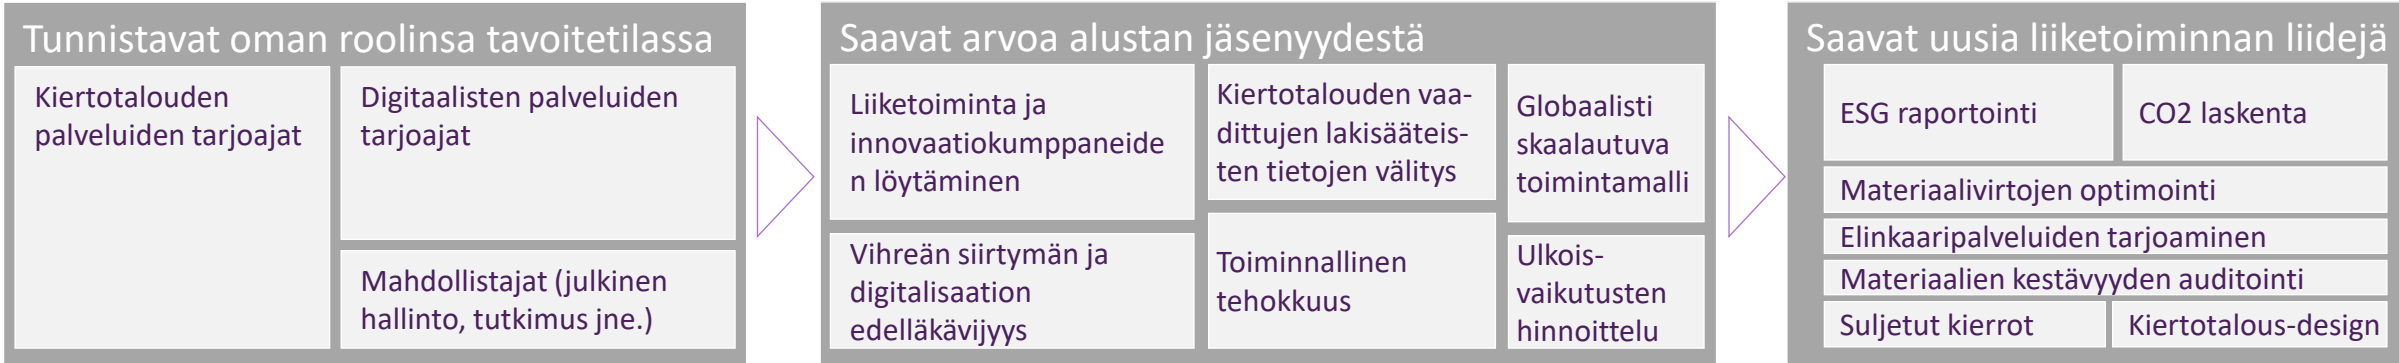 Tunnistavat oman roolinsa tavoitetilassa
Kiertotalouden
palveluiden tarjoajat
Digitaalisten palveluiden
tarjoajat
Mahdollistajat (julkinen
hallinto, tutkimus jne.)
Saavat arvoa alustan jäsenyydestä
Liiketoiminta ja
innovaatiokumppaneide
n löytäminen
Kiertotalouden vaa-
dittujen lakisääteis-
ten tietojen välitys
Globaalisti
skaalautuva
toimintamalli
Vihreän siirtymän ja
digitalisaation
edelläkävijyys
Toiminnallinen
tehokkuus
Ulkois-
vaikutusten
hinnoittelu
Saavat uusia liiketoiminnan liidejä
ESG raportointi
CO2 laskenta
Materiaalivirtojen optimointi
Elinkaaripalveluiden tarjoaminen
Materiaalien kestävyyden auditointi
Suljetut kierrot
Kiertotalous-design